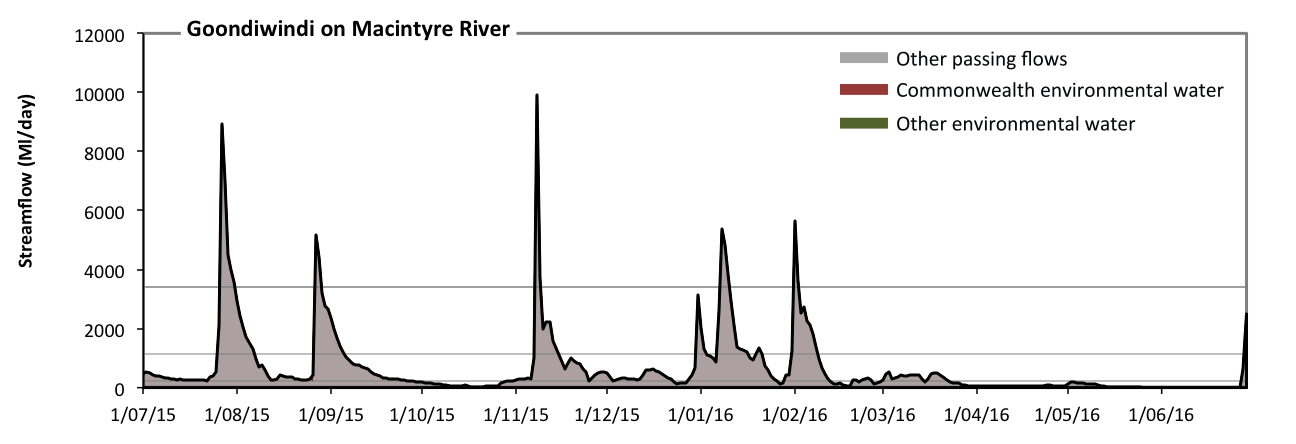 Goondiwindi on Macintyre River
Streamflow (Ml/day)
12000
10000
8000
6000
4000
2000
0
Other passing flows
Commonwealth environmental water
Other environmental water
1/07/15 1/08/15 1/09/15 1/10/15 1/11/15 1/12/15 1/01/16 1/02/16 1/03/16 1/04/16 1/05/16 1/06/16